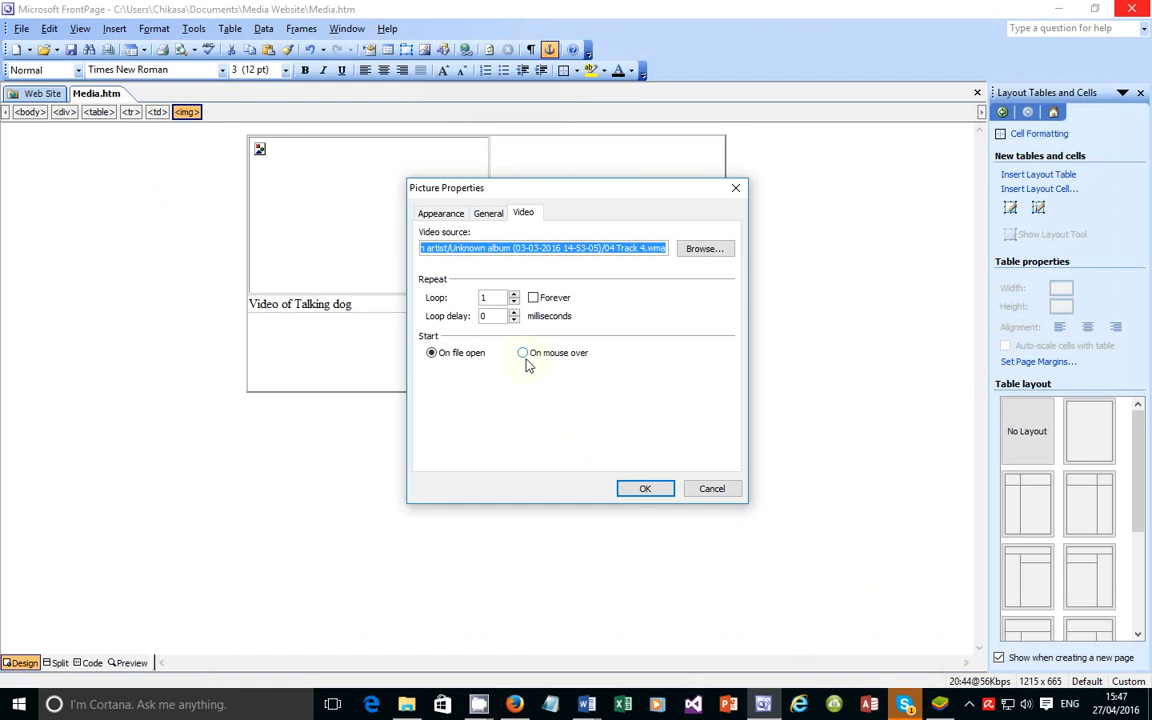 Microsoft FrontPage - C:\Users\Chikasa\Documents\Media Website\Media.htm
File Edit View Insert Format Tools Table Data Frames Window Help
Type a question for help
Normal Times New Roman 3 (12 pt) B I U A A ab A
Web Site Media.htm
<body> <div> <table> <tr> <td> <img>
Picture Properties
Appearance General Video
Video source:
n artist/Unknown album (03-03-2016 14-53-05)/04 Track 4.wma Browse...
Repeat
Loop: 1 Forever
Loop delay: 0 milliseconds
Start
On file open On mouse over
OK Cancel
Video of Talking dog
Layout Tables and Cells
Cell Formatting
New tables and cells
Insert Layout Table
Insert Layout Cell...
Show Layout Tool
Table properties
Width:
Height:
Alignment:
Auto-scale cells with table
Set Page Margins...
Table layout
No Layout
Show when creating a new page
Design Split Code Preview
20:44@56Kbps 1215 x 665 Default Custom
I'm Cortana. Ask me anything.
ENG
15:47
27/04/2016